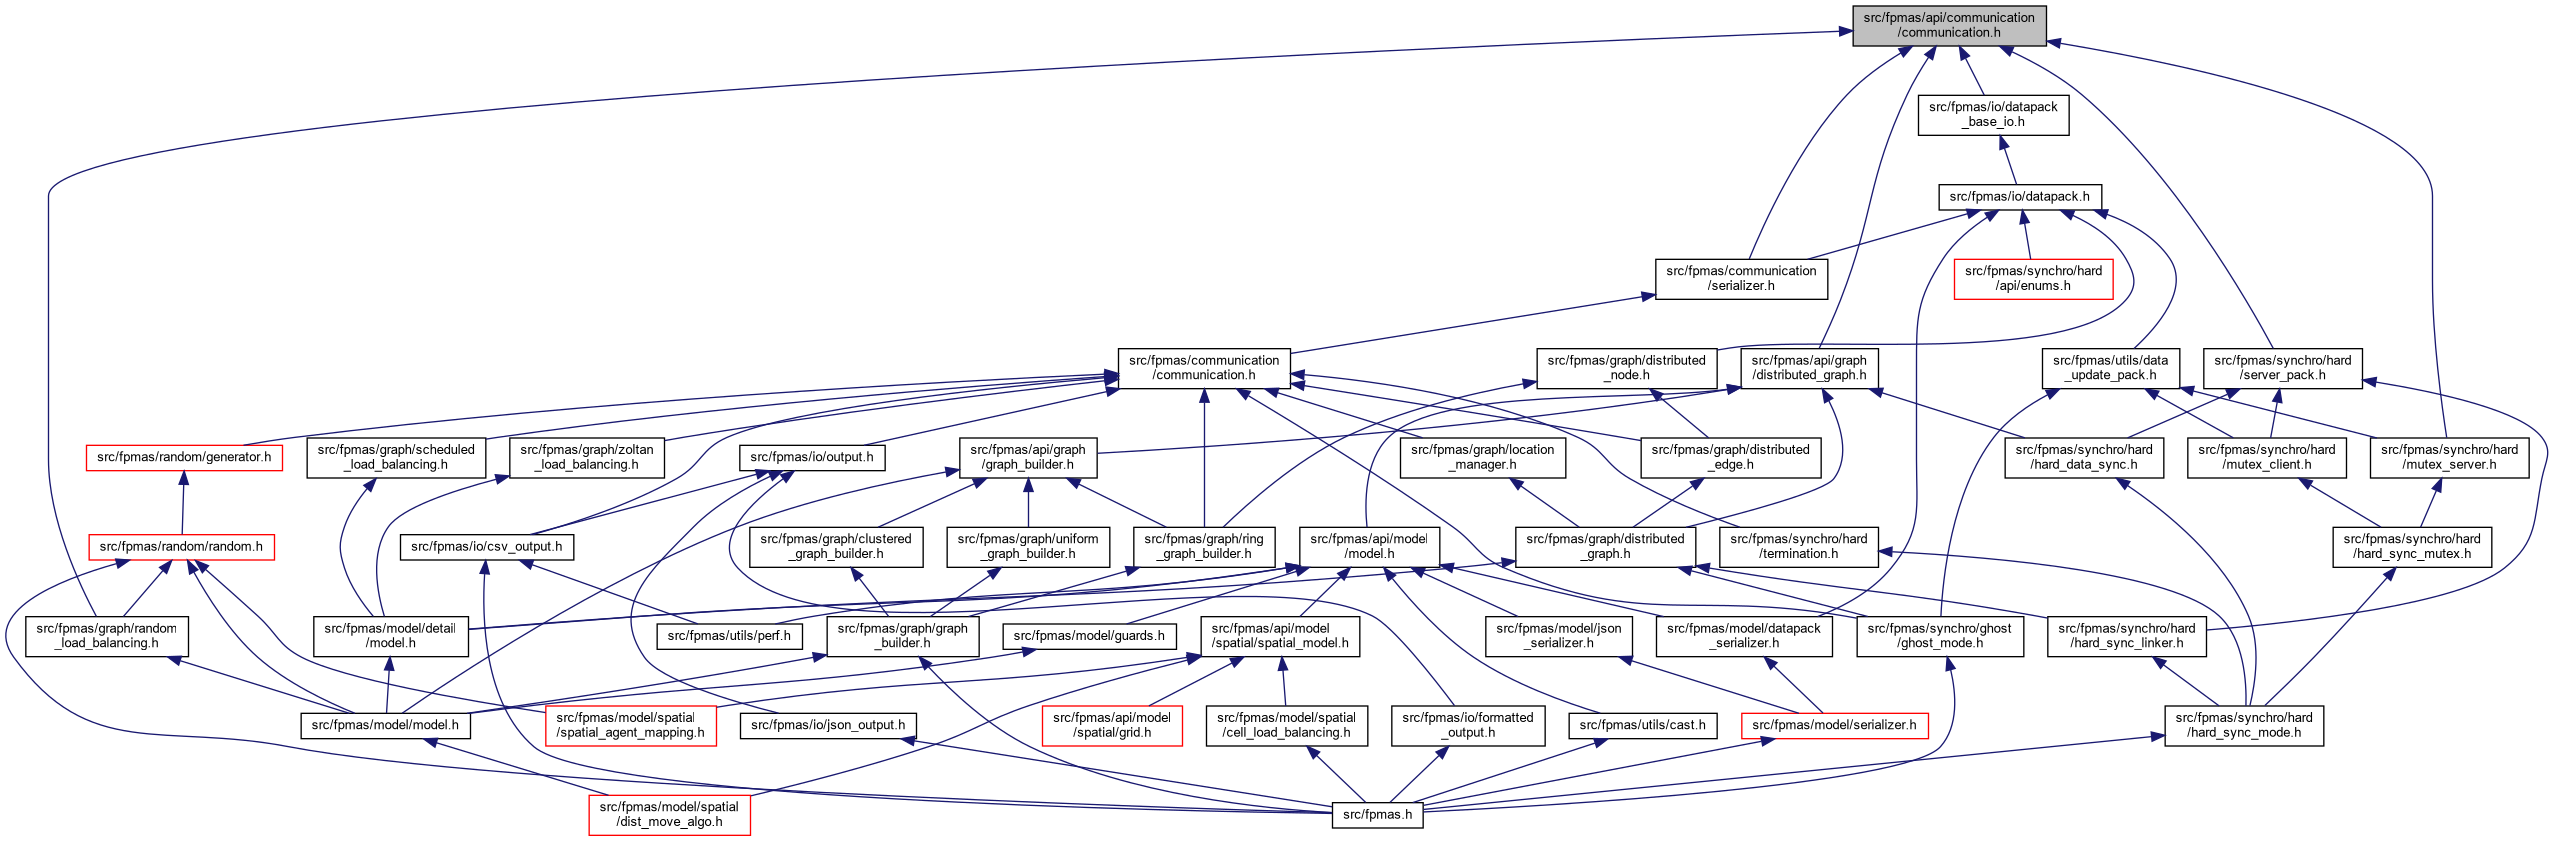 src/fpmas/api/communication
/communication.h
src/fpmas/io/datapack
_base_io.h
src/fpmas/io/datapack.h
src/fpmas/communication
/serializer.h
src/fpmas/synchro/hard
/api/enums.h
src/fpmas/communication
/communication.h
src/fpmas/graph/distributed
_node.h
src/fpmas/api/graph
/distributed_graph.h
src/fpmas/utils/data
_update_pack.h
src/fpmas/synchro/hard
/server_pack.h
src/fpmas/random/generator.h
src/fpmas/graph/scheduled
_load_balancing.h
src/fpmas/graph/zoltan
_load_balancing.h
src/fpmas/io/output.h
src/fpmas/api/graph
/graph_builder.h
src/fpmas/graph/location
_manager.h
src/fpmas/graph/distributed
_edge.h
src/fpmas/synchro/hard
/hard_data_sync.h
src/fpmas/synchro/hard
/mutex_client.h
src/fpmas/synchro/hard
/mutex_server.h
src/fpmas/random/random.h
src/fpmas/io/csv_output.h
src/fpmas/graph/clustered
_graph_builder.h
src/fpmas/graph/uniform
_graph_builder.h
src/fpmas/graph/ring
_graph_builder.h
src/fpmas/api/model
/model.h
src/fpmas/graph/distributed
_graph.h
src/fpmas/synchro/hard
/termination.h
src/fpmas/synchro/hard
/hard_sync_mutex.h
src/fpmas/graph/random
_load_balancing.h
src/fpmas/model/detail
/model.h
src/fpmas/utils/perf.h
src/fpmas/graph/graph
_builder.h
src/fpmas/model/guards.h
src/fpmas/api/model
/spatial/spatial_model.h
src/fpmas/model/json
_serializer.h
src/fpmas/model/datapack
_serializer.h
src/fpmas/synchro/ghost
/ghost_mode.h
src/fpmas/synchro/hard
/hard_sync_linker.h
src/fpmas/model/model.h
src/fpmas/model/spatial
/spatial_agent_mapping.h
src/fpmas/io/json_output.h
src/fpmas/api/model
/spatial/grid.h
src/fpmas/model/spatial
/cell_load_balancing.h
src/fpmas/io/formatted
_output.h
src/fpmas/utils/cast.h
src/fpmas/model/serializer.h
src/fpmas/synchro/hard
/hard_sync_mode.h
src/fpmas/model/spatial
/dist_move_algo.h
src/fpmas.h